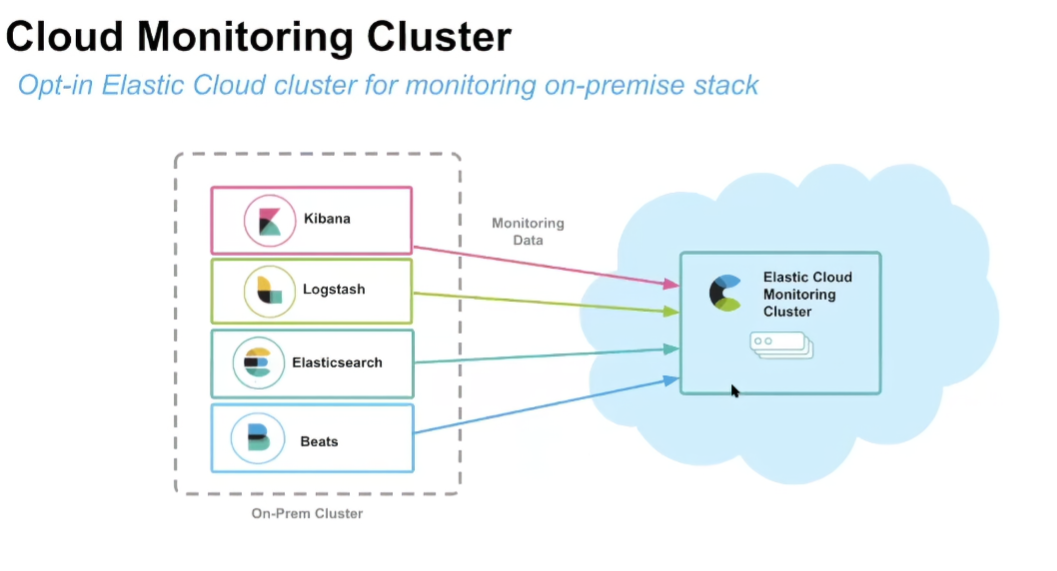 Cloud Monitoring Cluster
Opt-in Elastic Cloud cluster for monitoring on-premise stack
Kibana
Logstash
Elasticsearch
Beats
On-Prem Cluster
Monitoring
Data
Elastic Cloud
Monitoring
Cluster